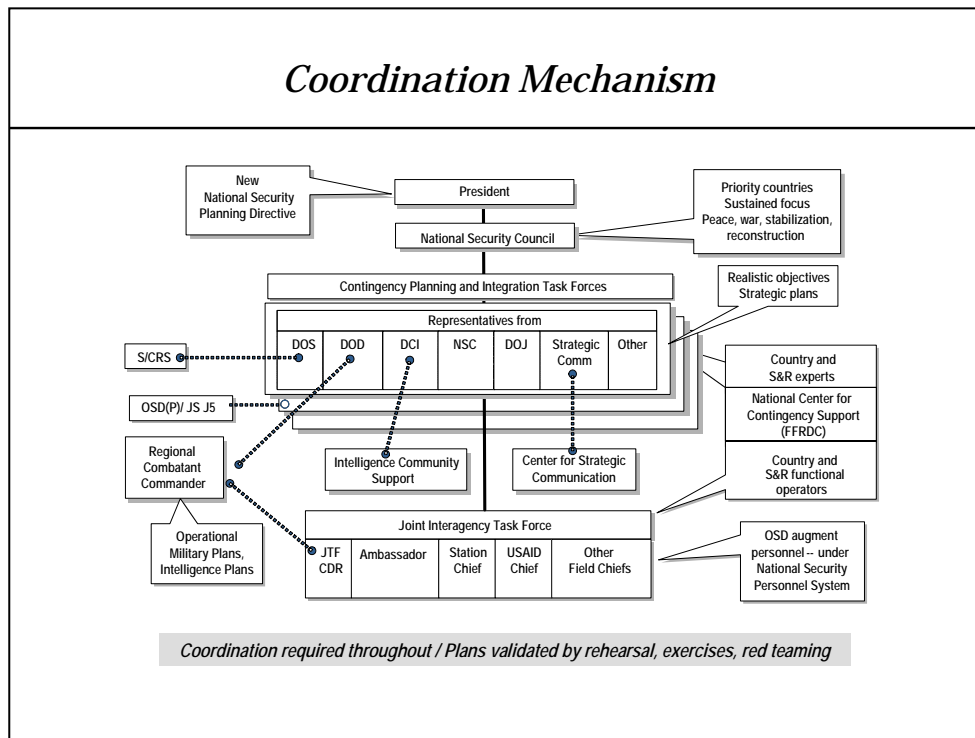 Coordination Mechanism
New
National Security
Planning Directive
President
Priority countries
Sustained focus
Peace, war, stabilization,
reconstruction
National Security Council
Contingency Planning and Integration Task Forces
Realistic objectives
Strategic plans
Representatives from
DOS
DOD
DCI
NSC
DOJ
Strategic
Comm
Other
S/CRS
OSD(P)/ JS J5
Country and
S&R experts
National Center for
Contingency Support
(FFRDC)
Country and
S&R functional
operators
Regional
Combatant
Commander
Intelligence Community
Support
Center for Strategic
Communication
Operational
Military Plans,
Intelligence Plans
Joint Interagency Task Force
JTF
CDR
Ambassador
Station
Chief
USAID
Chief
Other
Field Chiefs
OSD augment
personnel -- under
National Security
Personnel System
Coordination required throughout / Plans validated by rehearsal, exercises, red teaming